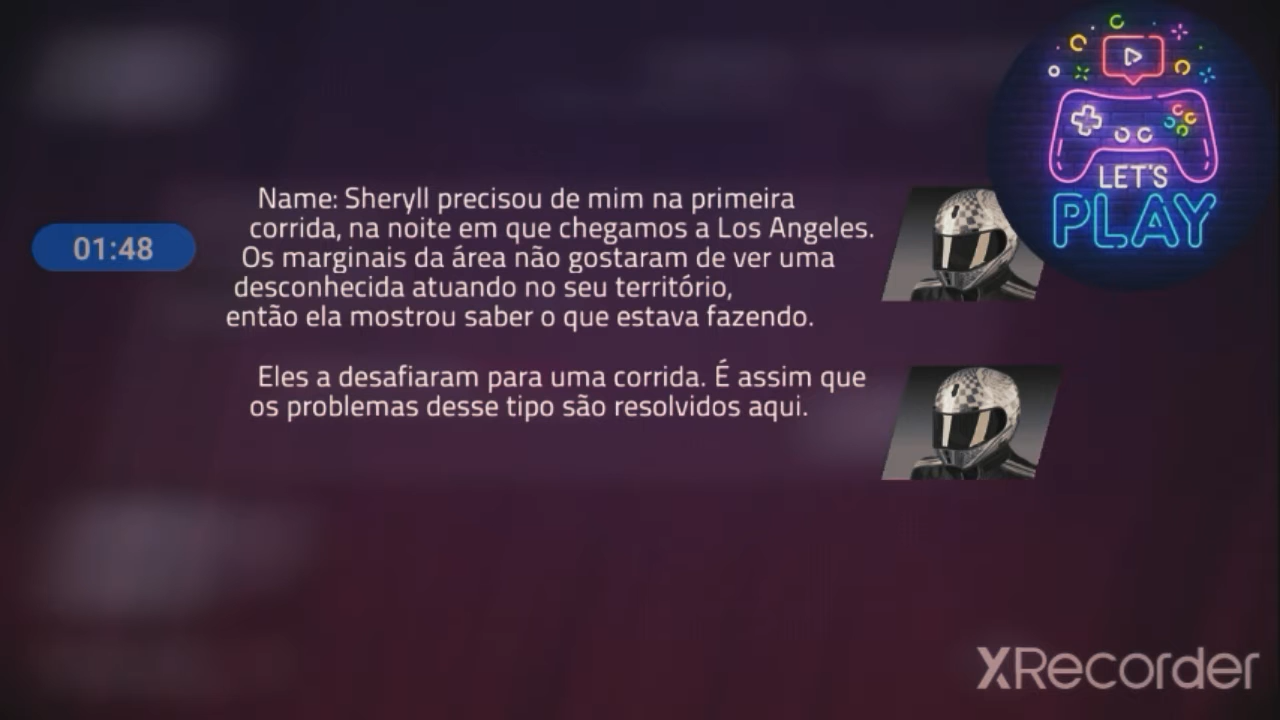 LET'S
PLAY
01:48
Name: Sheryll precisou de mim na primeira
corrida, na noite em que chegamos a Los Angeles.
Os marginais da área não gostaram de ver uma
desconhecida atuando no seu território,
então ela mostrou saber o que estava fazendo.
Eles a desafiaram para uma corrida. É assim que
os problemas desse tipo são resolvidos aqui.
XRecorder